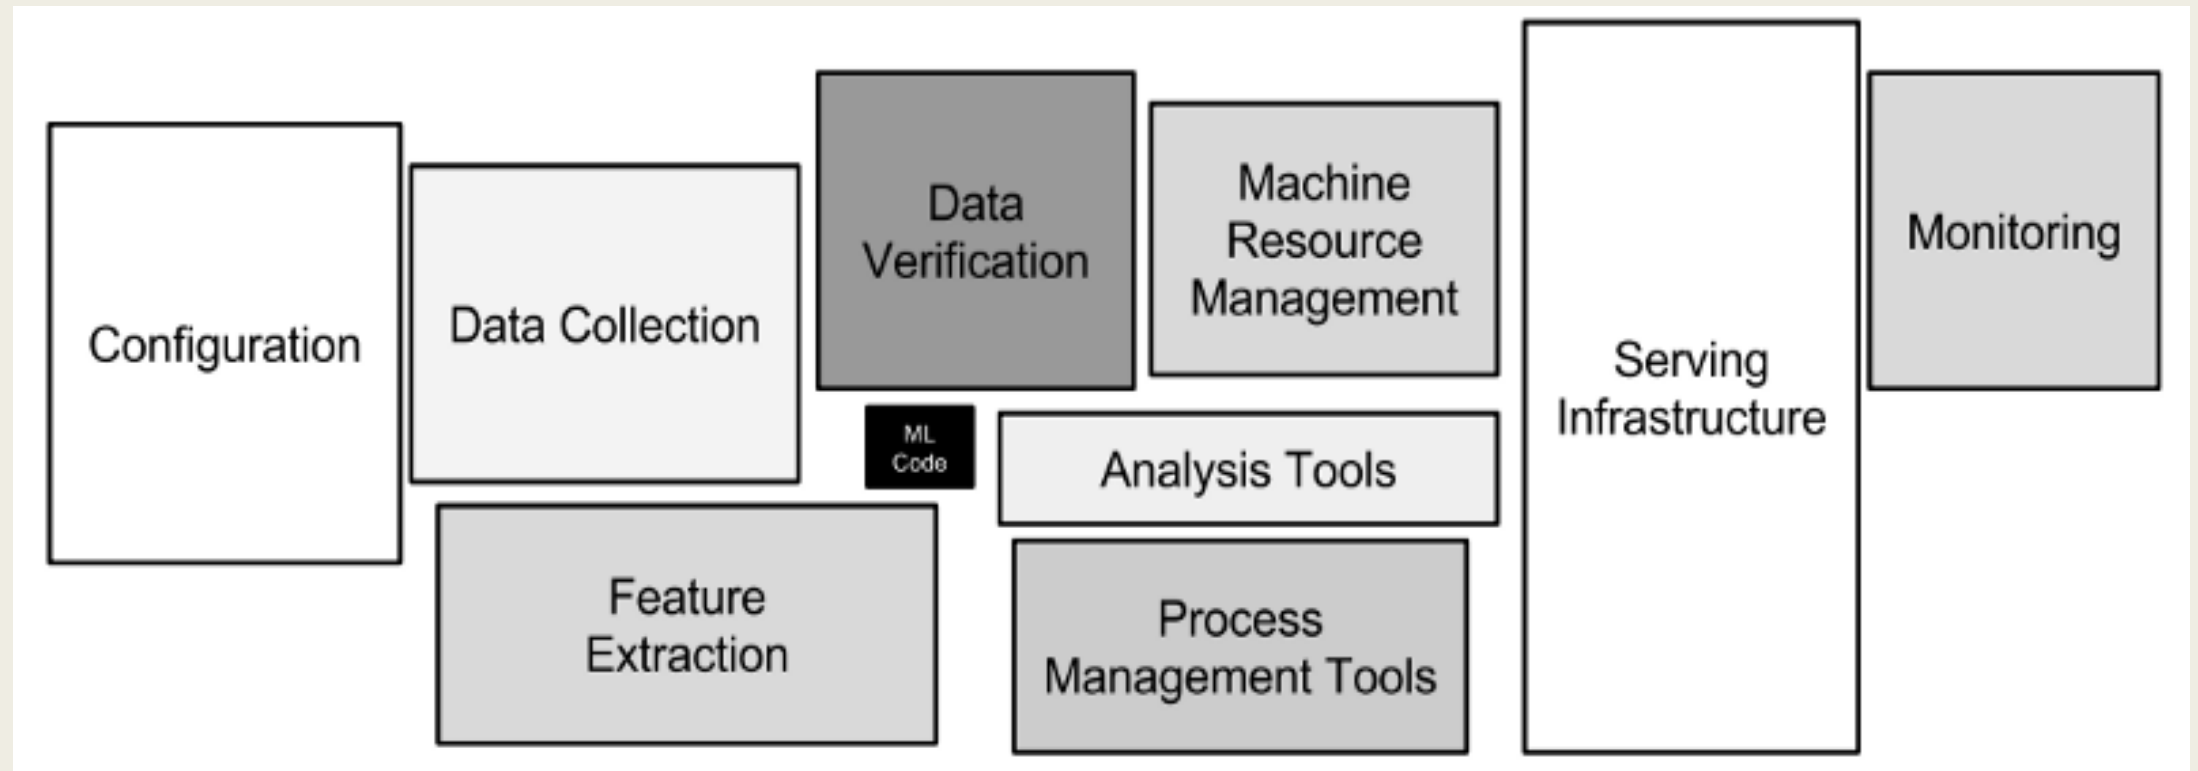 Configuration
Data Collection
Data
Verification
Machine
Resource
Management
Serving
Infrastructure
Monitoring
ML
Code
Analysis Tools
Feature
Extraction
Process
Management Tools